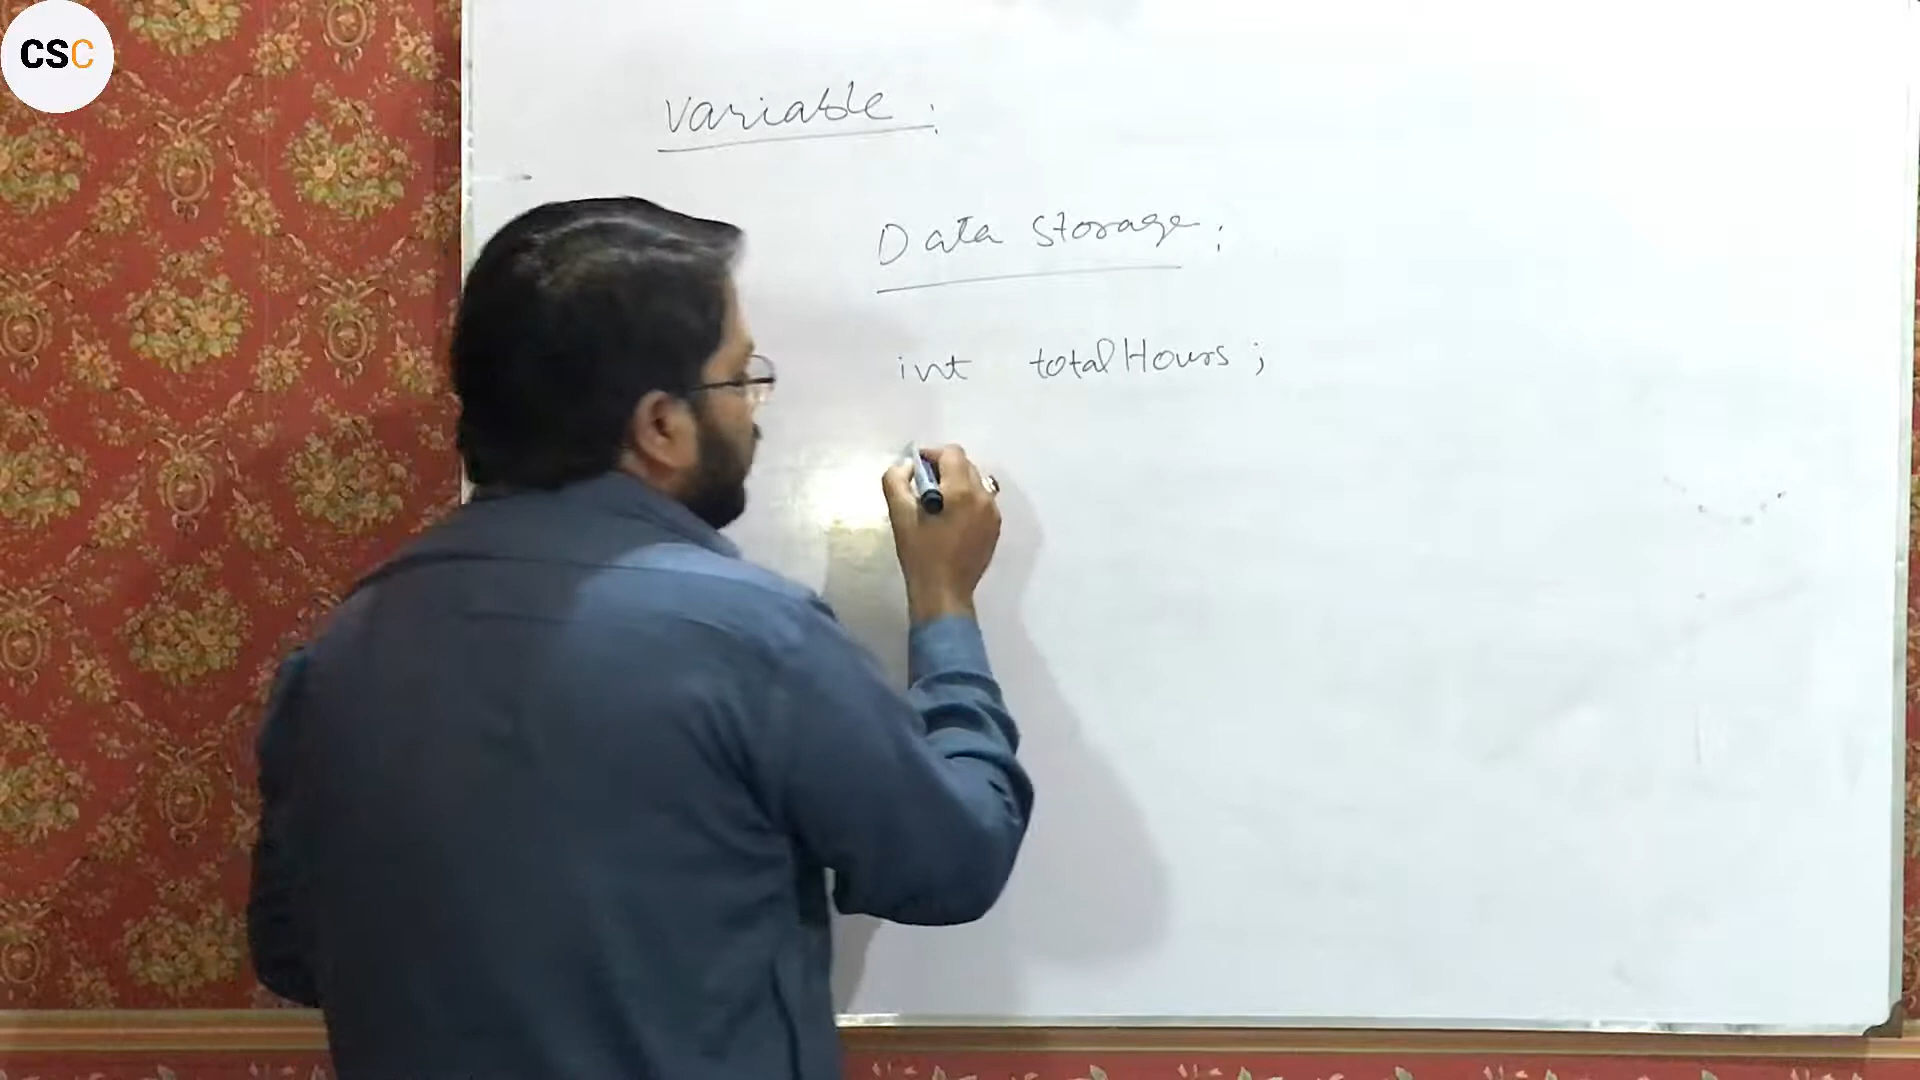 CSC
variable :
Data storage :
int totalHours ;